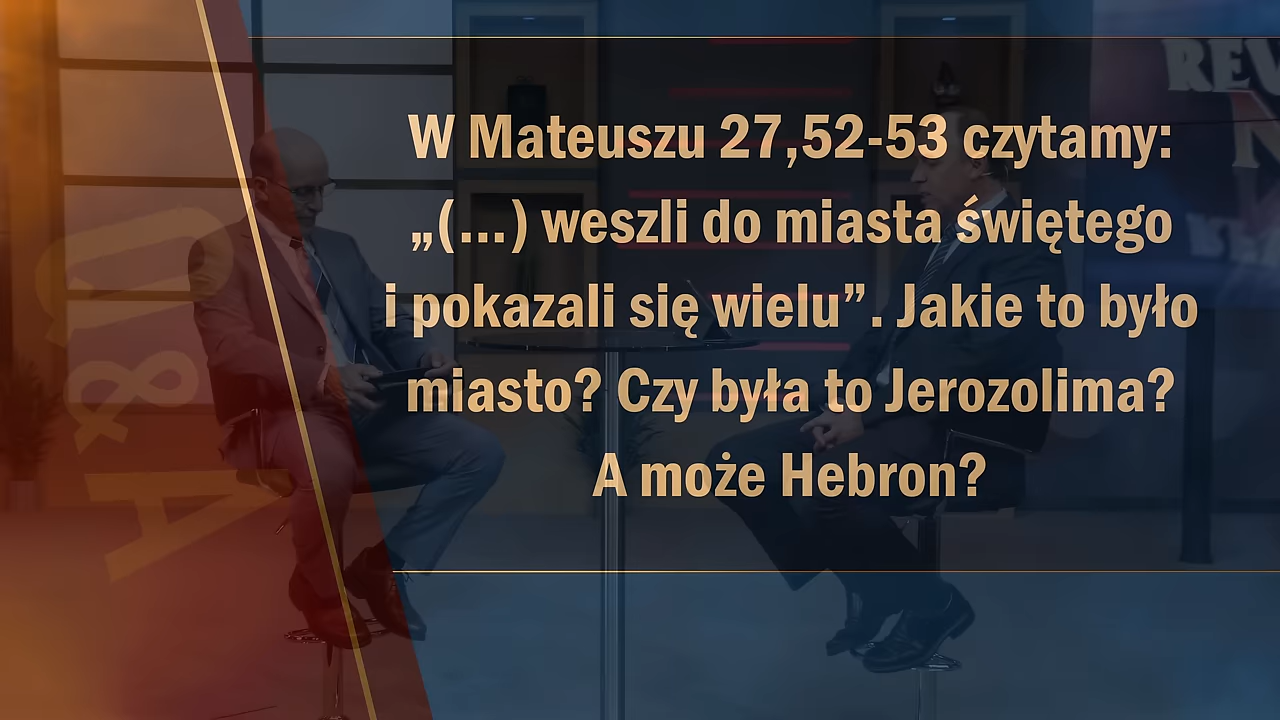 W Mateuszu 27,52-53 czytamy:
„(...) weszli do miasta świętego
i pokazali się wielu”. Jakie to było
miasto? Czy była to Jerozolima?
A może Hebron?
Q&A